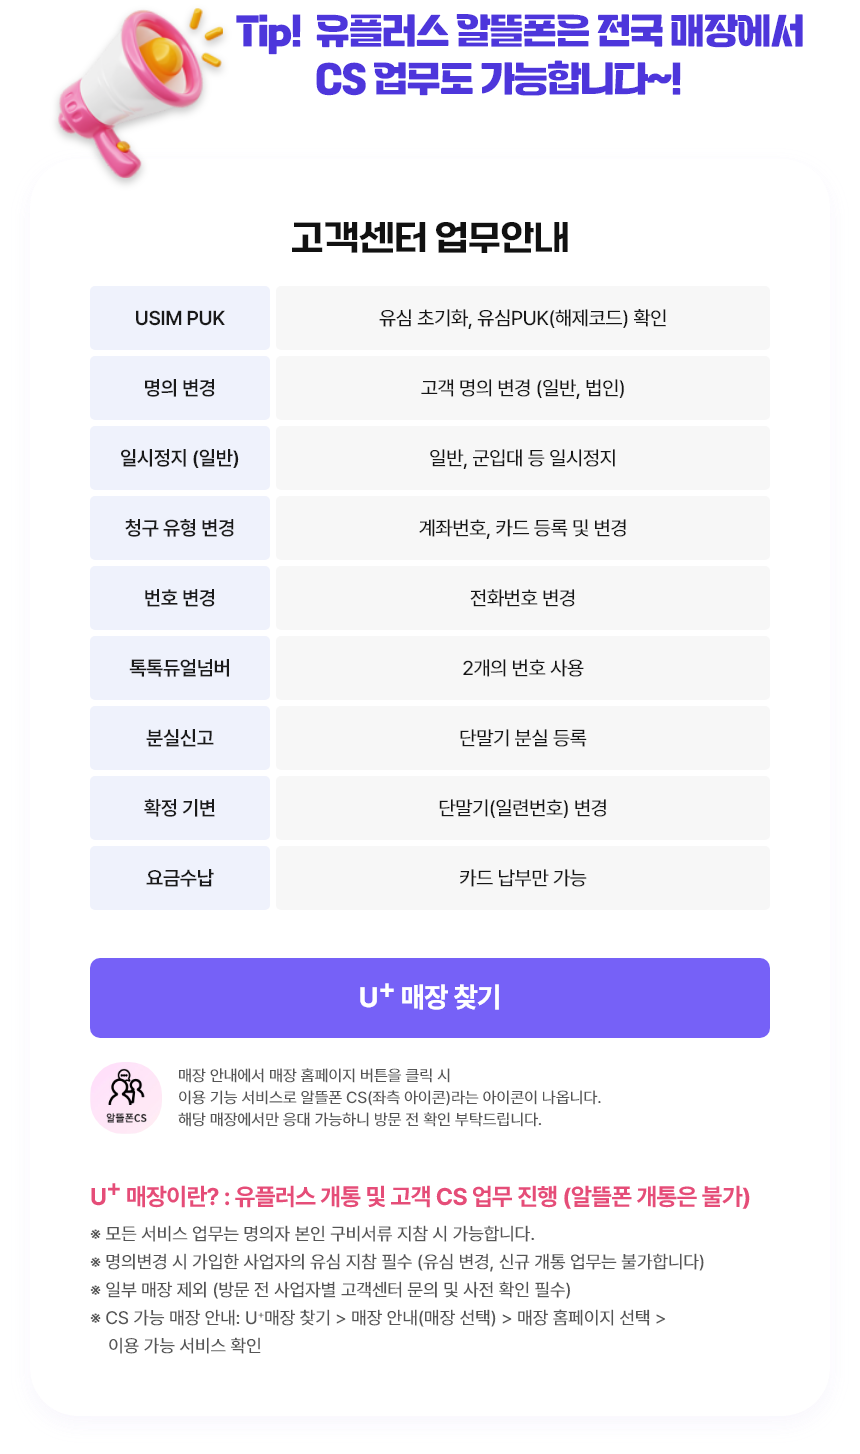 Tip! 유플러스 알뜰폰은 전국 매장에서
CS 업무도 가능합니다~!
고객센터 업무안내
USIM PUK 유심 초기화, 유심PUK(해제코드) 확인
명의 변경 고객 명의 변경 (일반, 법인)
일시정지 (일반) 일반, 군입대 등 일시정지
청구 유형 변경 계좌번호, 카드 등록 및 변경
번호 변경 전화번호 변경
톡톡듀얼넘버 2개의 번호 사용
분실신고 단말기 분실 등록
확정 기변 단말기(일련번호) 변경
요금수납 카드 납부만 가능
U+ 매장 찾기
알뜰폰CS
매장 안내에서 매장 홈페이지 버튼을 클릭 시
이용 기능 서비스로 알뜰폰 CS(좌측 아이콘)라는 아이콘이 나옵니다.
해당 매장에서만 응대 가능하니 방문 전 확인 부탁드립니다.
U+ 매장이란? : 유플러스 개통 및 고객 CS 업무 진행 (알뜰폰 개통은 불가)
※ 모든 서비스 업무는 명의자 본인 구비서류 지참 시 가능합니다.
※ 명의변경 시 가입한 사업자의 유심 지참 필수 (유심 변경, 신규 개통 업무는 불가합니다)
※ 일부 매장 제외 (방문 전 사업자별 고객센터 문의 및 사전 확인 필수)
※ CS 가능 매장 안내: U+매장 찾기 > 매장 안내(매장 선택) > 매장 홈페이지 선택 >
이용 가능 서비스 확인